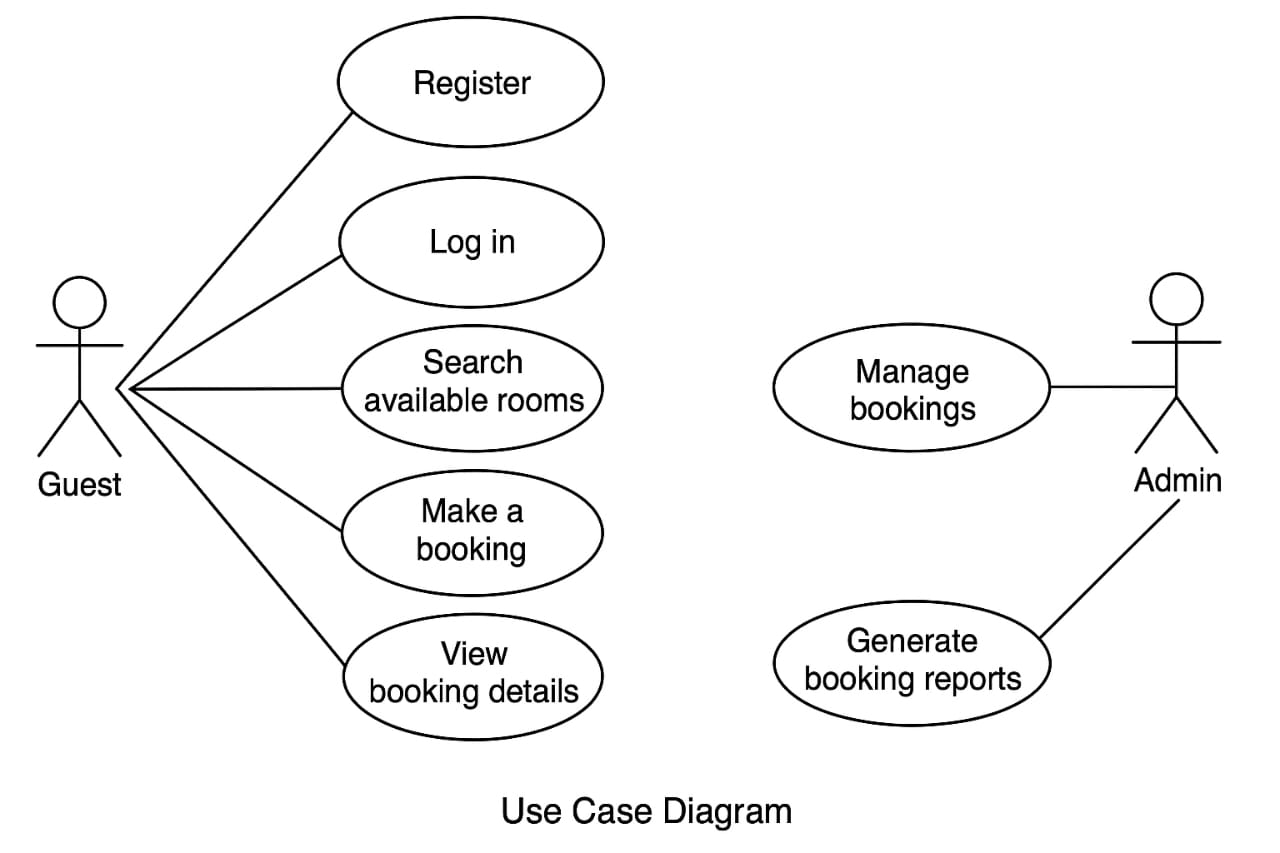 Register
Log in
Search
available rooms
Make a
booking
View
booking details
Guest
Manage
bookings
Admin
Generate
booking reports
Use Case Diagram